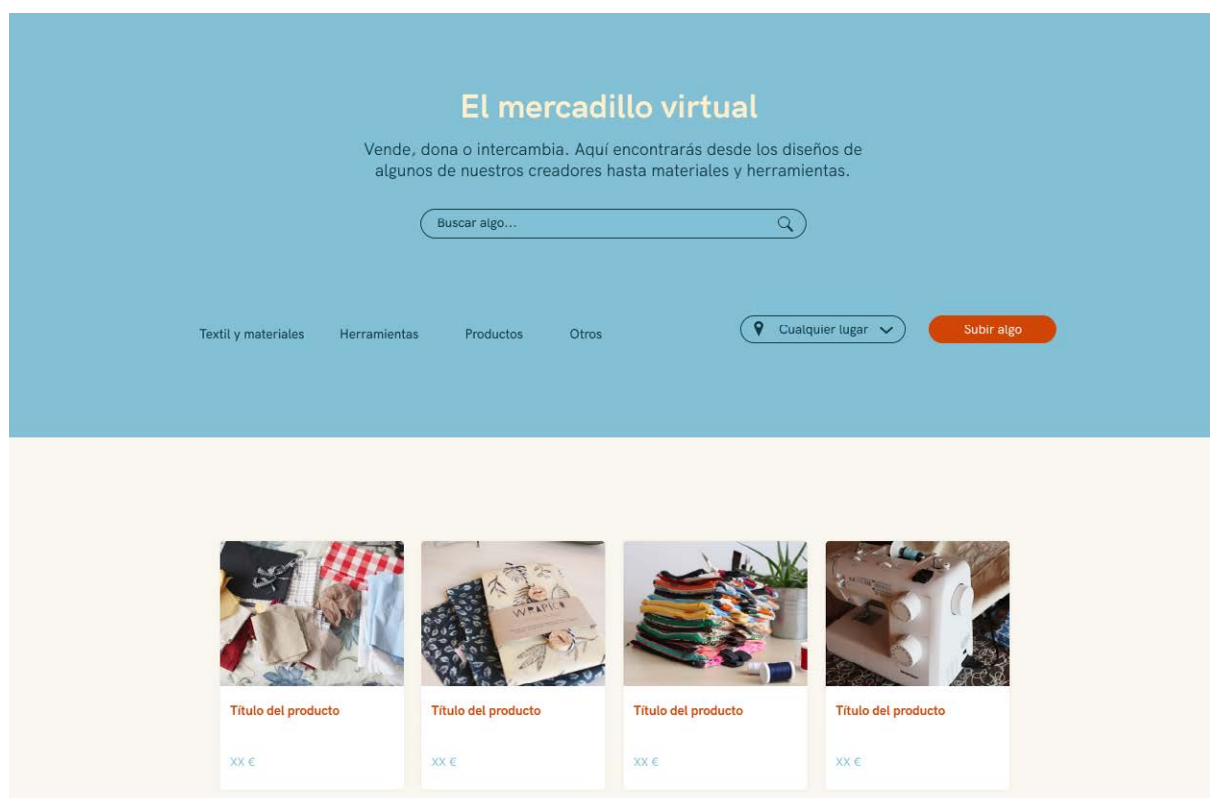 El mercadillo virtual
Vende, dona o intercambia. Aquí encontrarás desde los diseños de
algunos de nuestros creadores hasta materiales y herramientas.
Buscar algo...
Textil y materiales
Herramientas
Productos
Otros
Cualquier lugar
Subir algo
WRAPICO
Título del producto
Título del producto
Título del producto
Título del producto
XX €
XX €
XX €
XX €